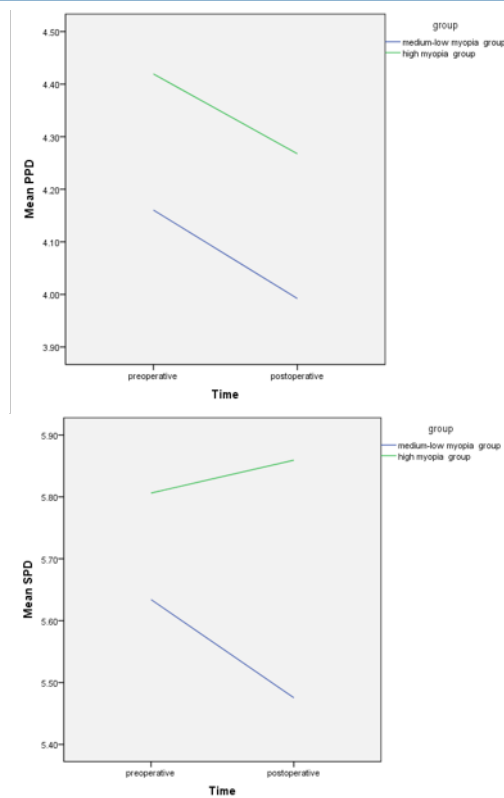 group
medium-low myopia group
high myopia group
4.50
4.40
4.30
4.20
4.10
4.00
3.90
Mean PPD
preoperative postoperative
Time
group
medium-low myopia group
high myopia group
5.90
5.80
5.70
5.60
5.50
5.40
Mean SPD
preoperative postoperative
Time